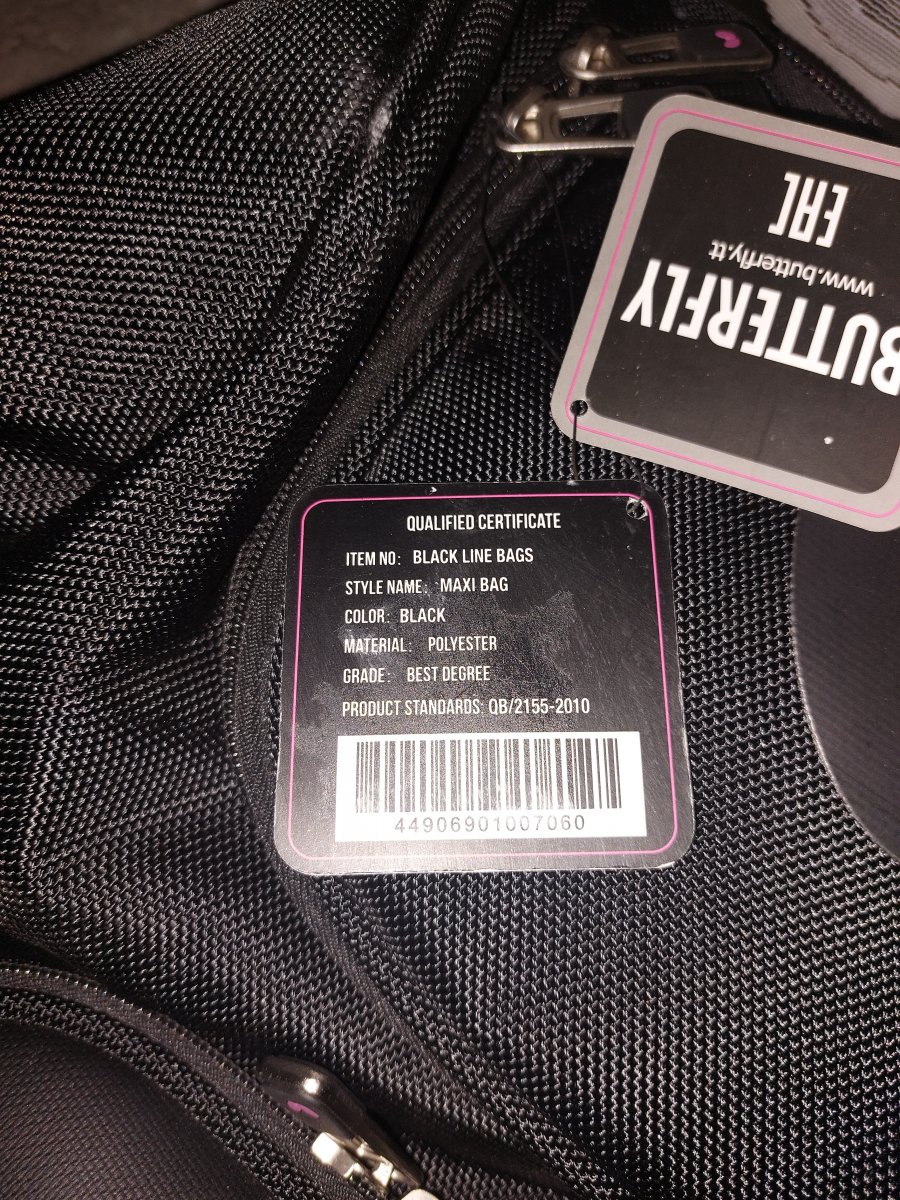 EAC
www.butterfly.tt
BUTTERFLY
QUALIFIED CERTIFICATE
ITEM NO: BLACK LINE BAGS
STYLE NAME: MAXI BAG
COLOR: BLACK
MATERIAL: POLYESTER
GRADE: BEST DEGREE
PRODUCT STANDARDS: QB/2155-2010
44906901007060